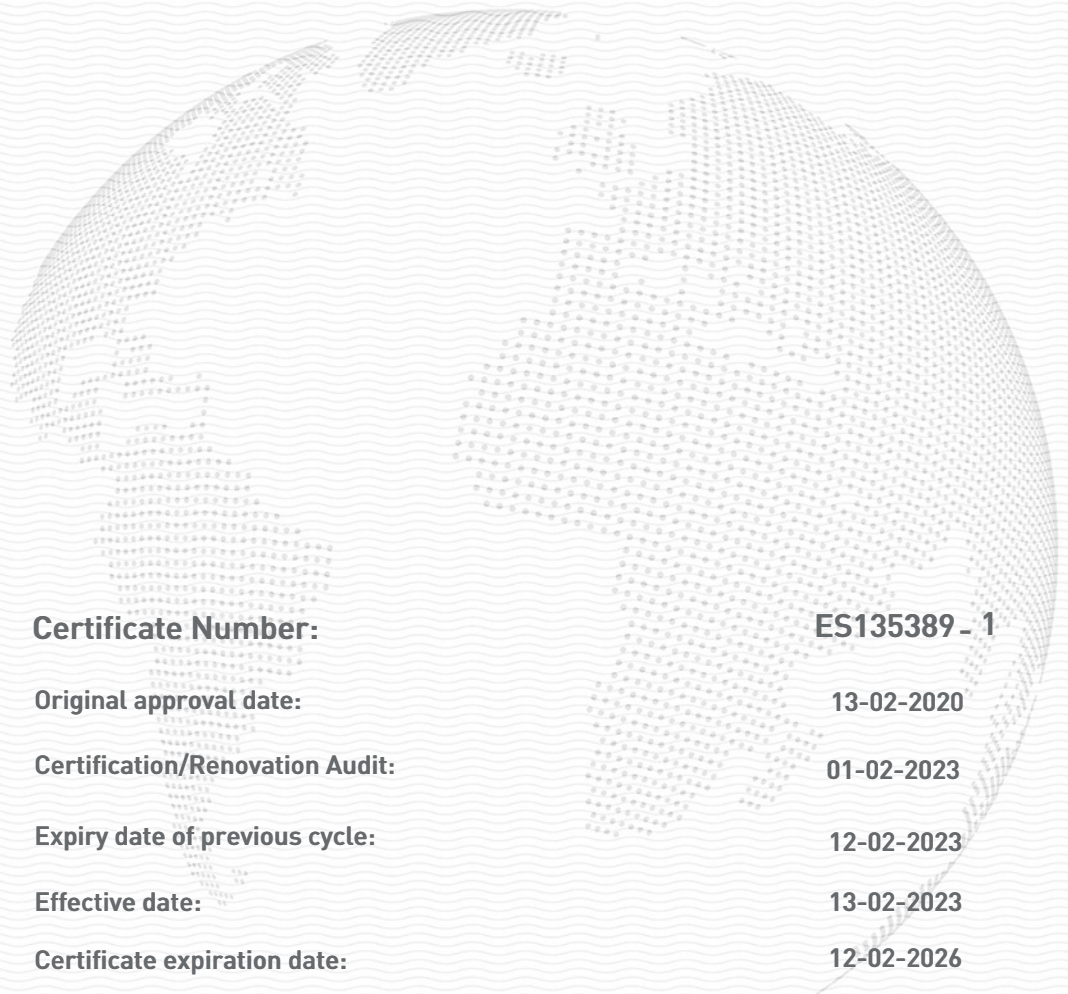 Certificate Number: ES135389- 1
Original approval date: 13-02-2020
Certification/Renovation Audit: 01-02-2023
Expiry date of previous cycle: 12-02-2023
Effective date: 13-02-2023
Certificate expiration date: 12-02-2026